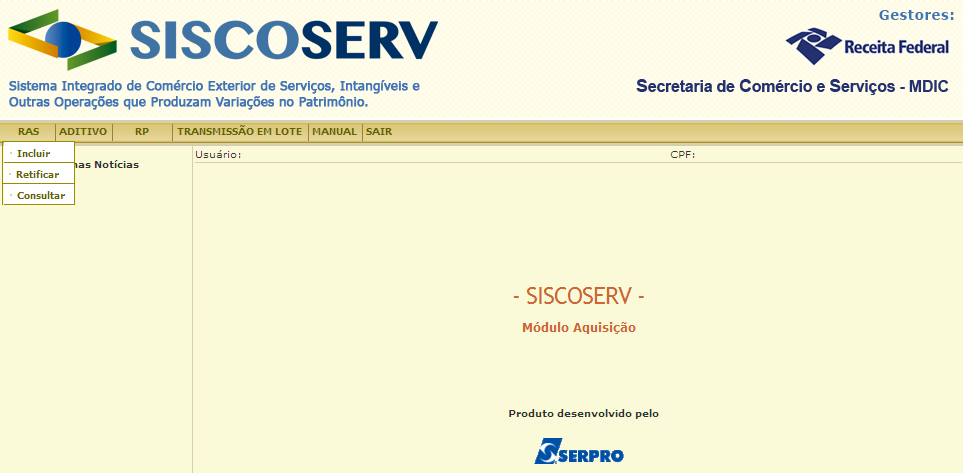 SISCOSERV
Sistema Integrado de Comércio Exterior de Serviços, Intangíveis e
Outras Operações que Produzam Variações no Patrimônio.
Gestores:
Receita Federal
Secretaria de Comércio e Serviços - MDIC
RAS ADITIVO RP TRANSMISSÃO EM LOTE MANUAL SAIR
· Incluir
· Retificar
· Consultar
Notícias
Usuário: CPF:
- SISCOSERV -
Módulo Aquisição
Produto desenvolvido pelo
SERPRO